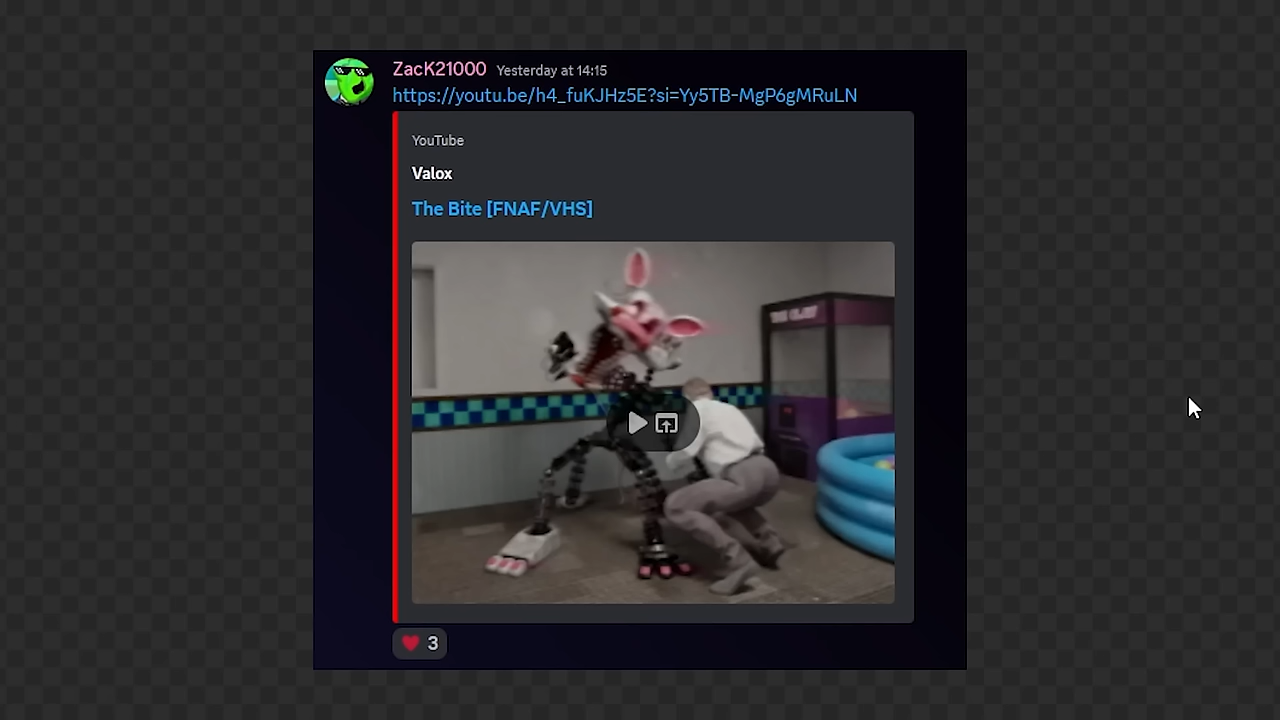 ZacK21000 Yesterday at 14:15
https://youtu.be/h4_fuKJHz5E?si=Yy5TB-MgP6gMRuLN
YouTube
Valox
The Bite [FNAF/VHS]
3